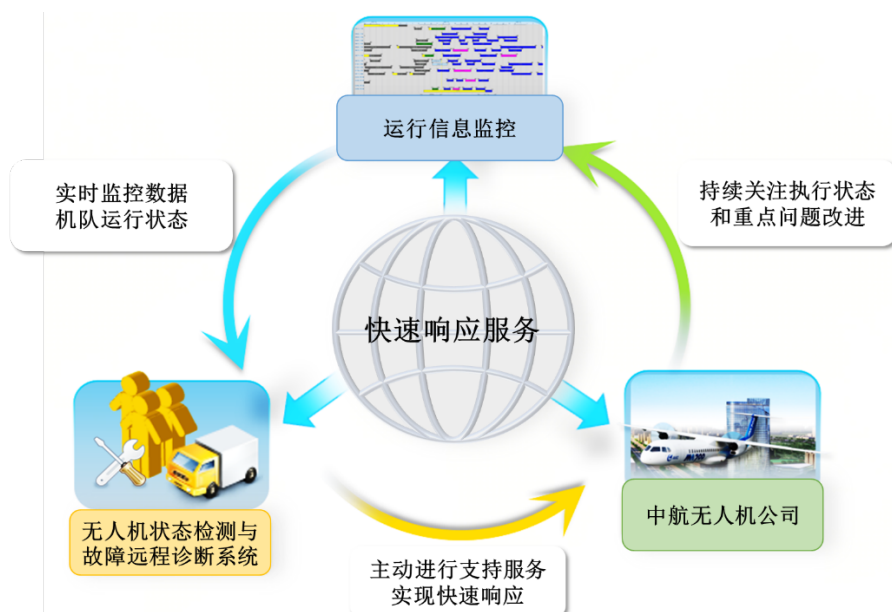 运行信息监控
实时监控数据
机队运行状态
持续关注执行状态
和重点问题改进
快速响应服务
无人机状态检测与
故障远程诊断系统
中航无人机公司
主动进行支持服务
实现快速响应